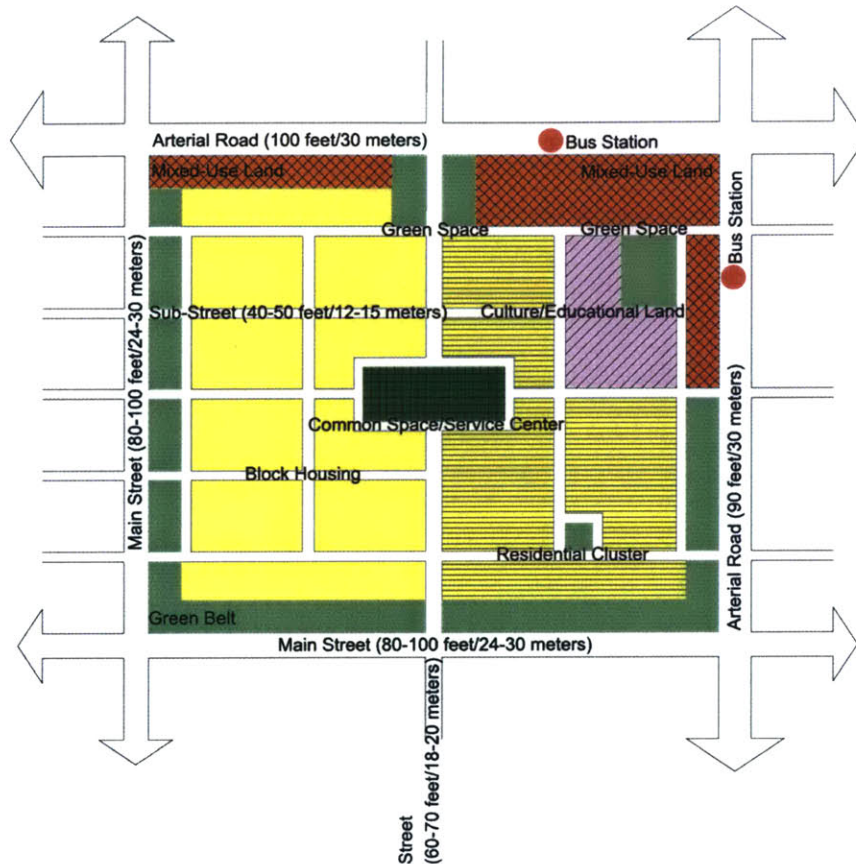 Arterial Road (100 feet/30 meters)
Bus Station
Mixed-Use Land
Mixed-Use Land
Bus Station
Green Space
Green Space
Main Street (80-100 feet/24-30 meters)
Sub-Street (40-50 feet/12-15 meters)
Culture/Educational Land
Common Space/Service Center
Block Housing
Arterial Road (90 feet/30 meters)
Residential Cluster
Green Belt
Main Street (80-100 feet/24-30 meters)
Street
(60-70 feet/18-20 meters)